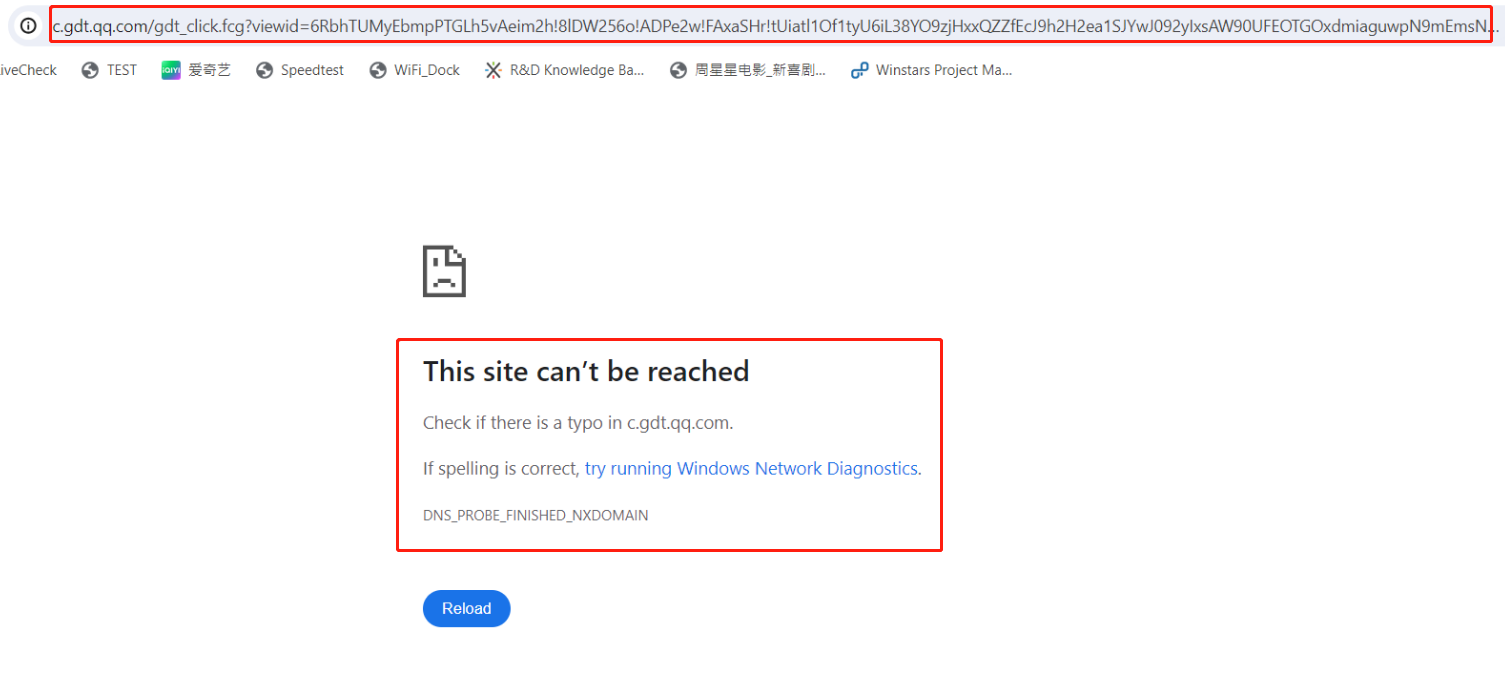 c.gdt.qq.com/gdt_click.fcg?viewid=6RbhTUMyEbmpPTGLh5vAeim2h!8lDW256o!ADPe2w!FAxaSHr!tUiatl1Of1tyU6iL38YO9zjHxxQZZfEcJ9h2H2ea1SJYwJ092yIxsAW90UFEOTGOxdmiaguwpN9mEmsN...
iveCheck TEST iQIYI 爱奇艺 Speedtest WiFi_Dock R&D Knowledge Ba... 周星星电影_新喜剧... Winstars Project Ma...
This site can’t be reached
Check if there is a typo in c.gdt.qq.com.
If spelling is correct, try running Windows Network Diagnostics.
DNS_PROBE_FINISHED_NXDOMAIN
Reload